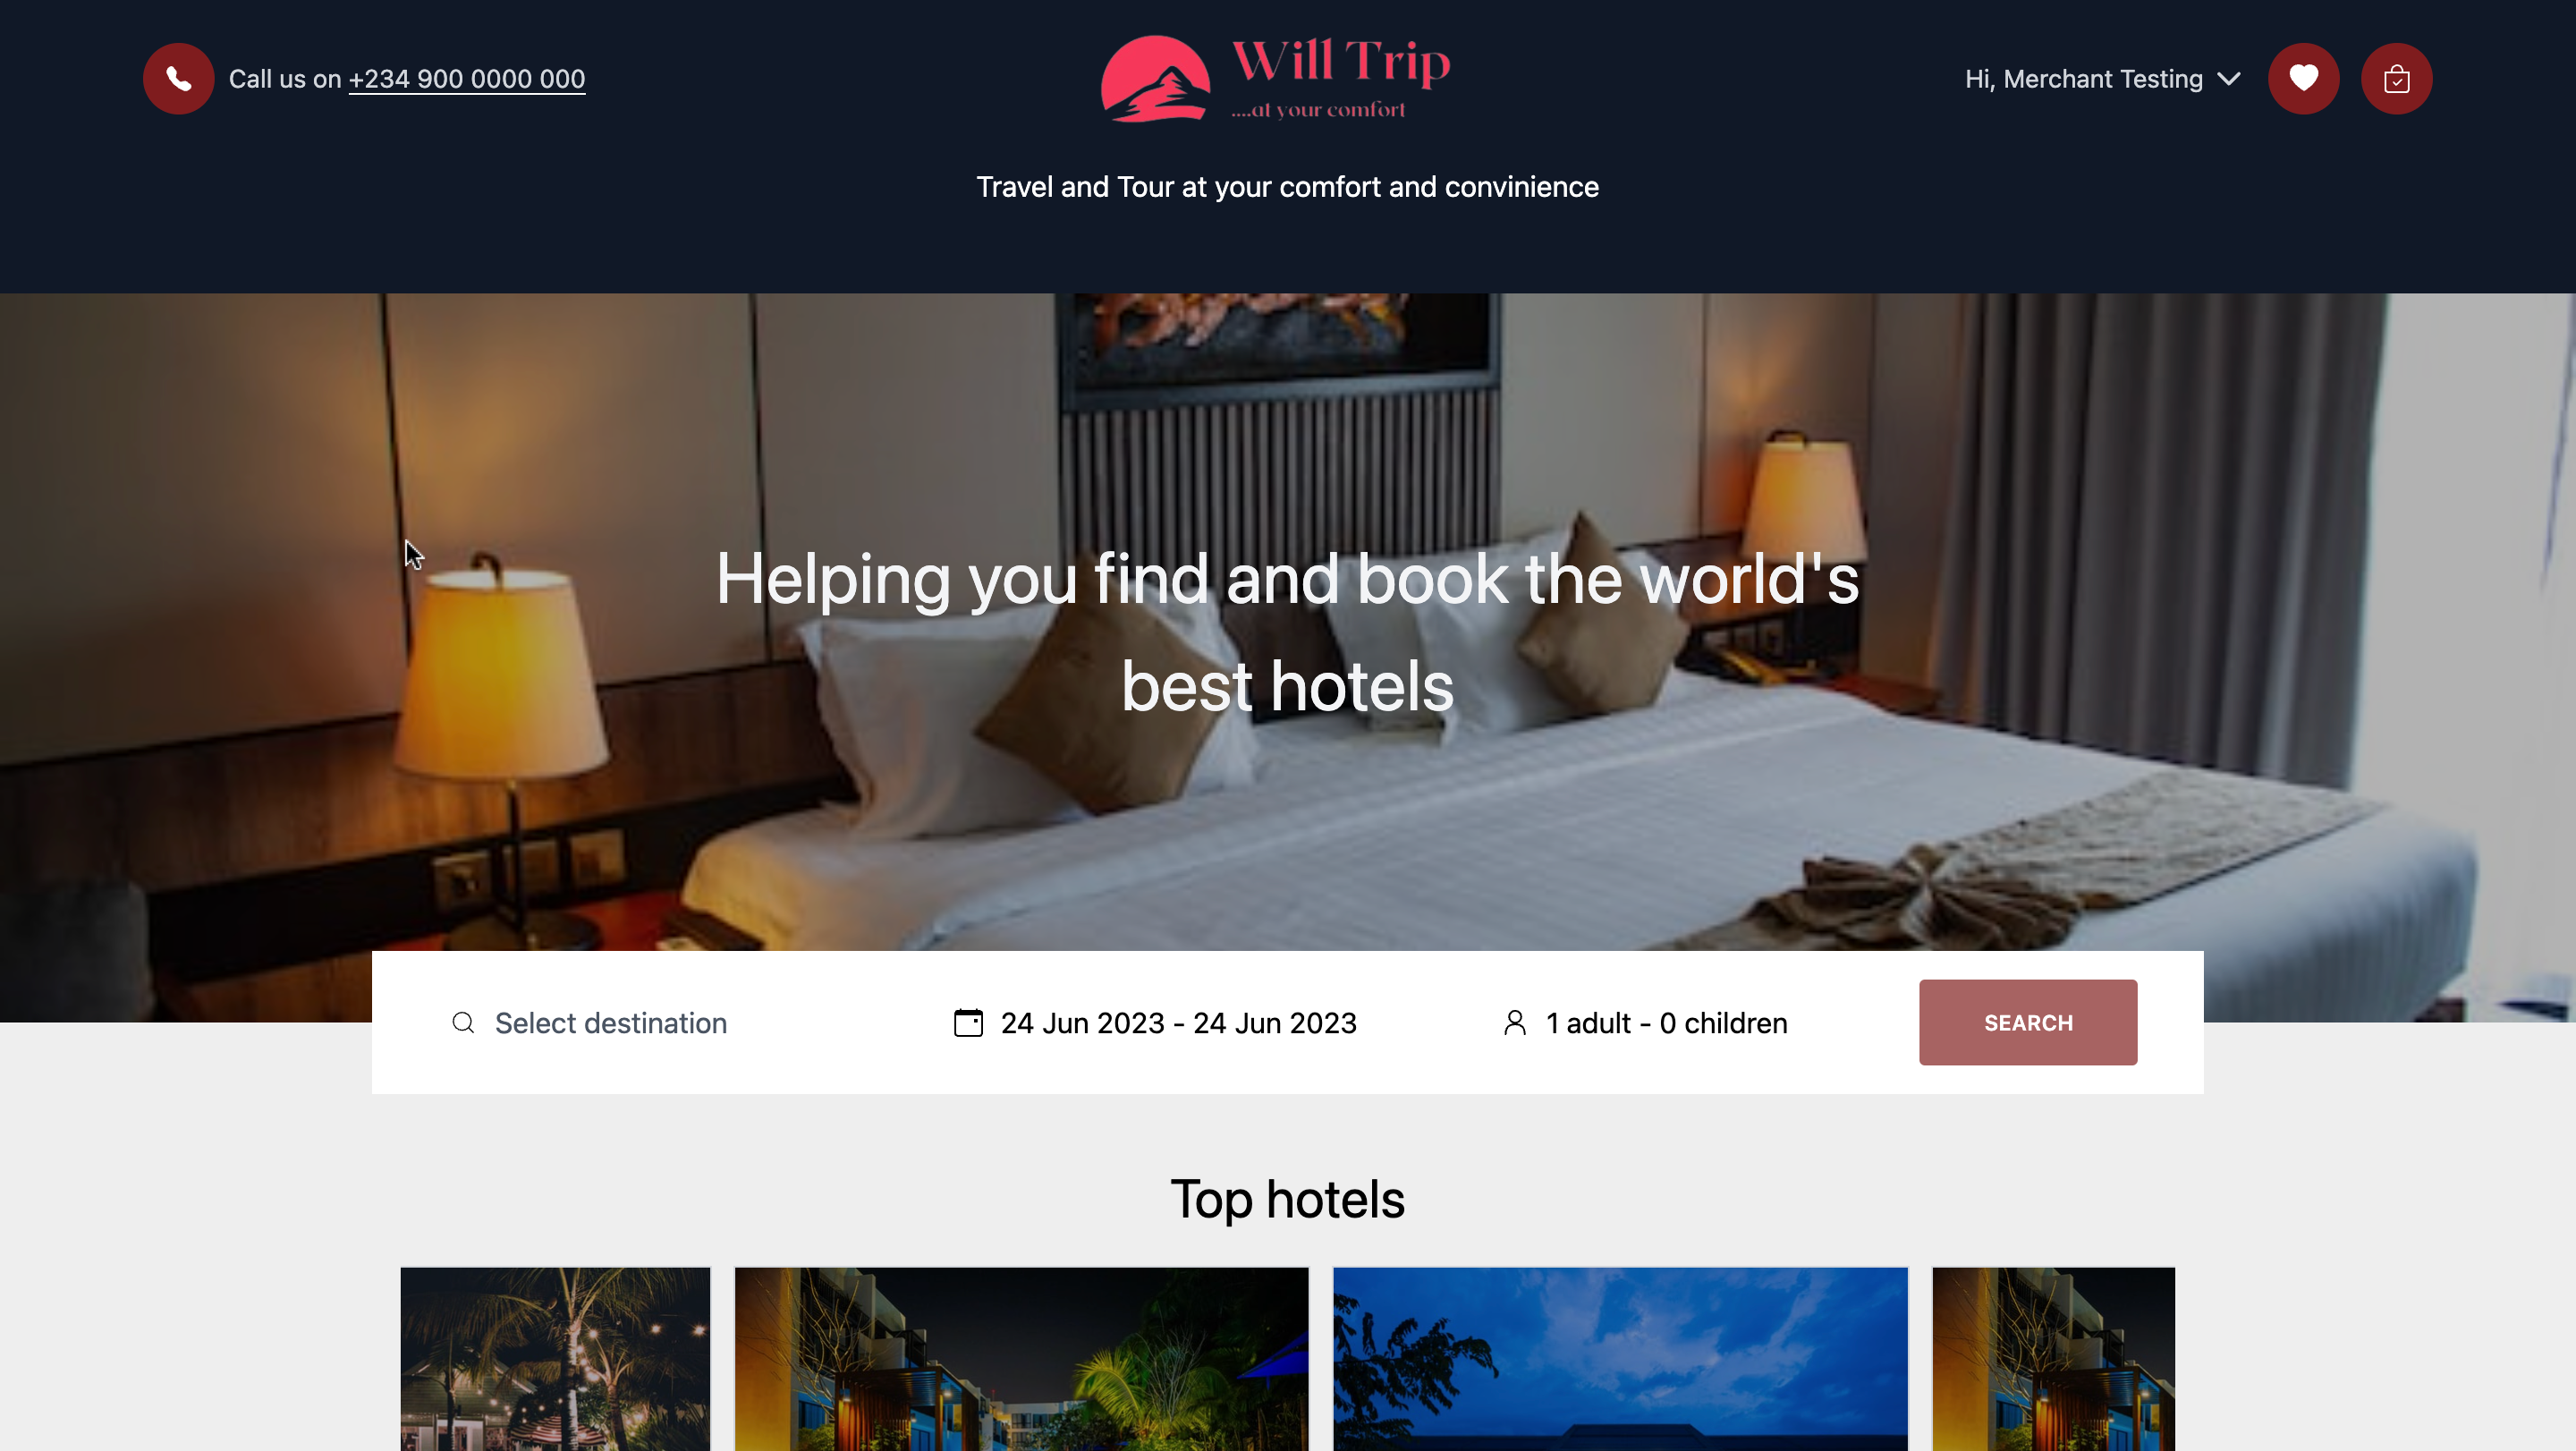 Call us on +234 900 0000 000
Will Trip
....at your comfort
Hi, Merchant Testing
Travel and Tour at your comfort and convinience
Helping you find and book the world's
best hotels
Select destination
24 Jun 2023 - 24 Jun 2023
1 adult - 0 children
SEARCH
Top hotels